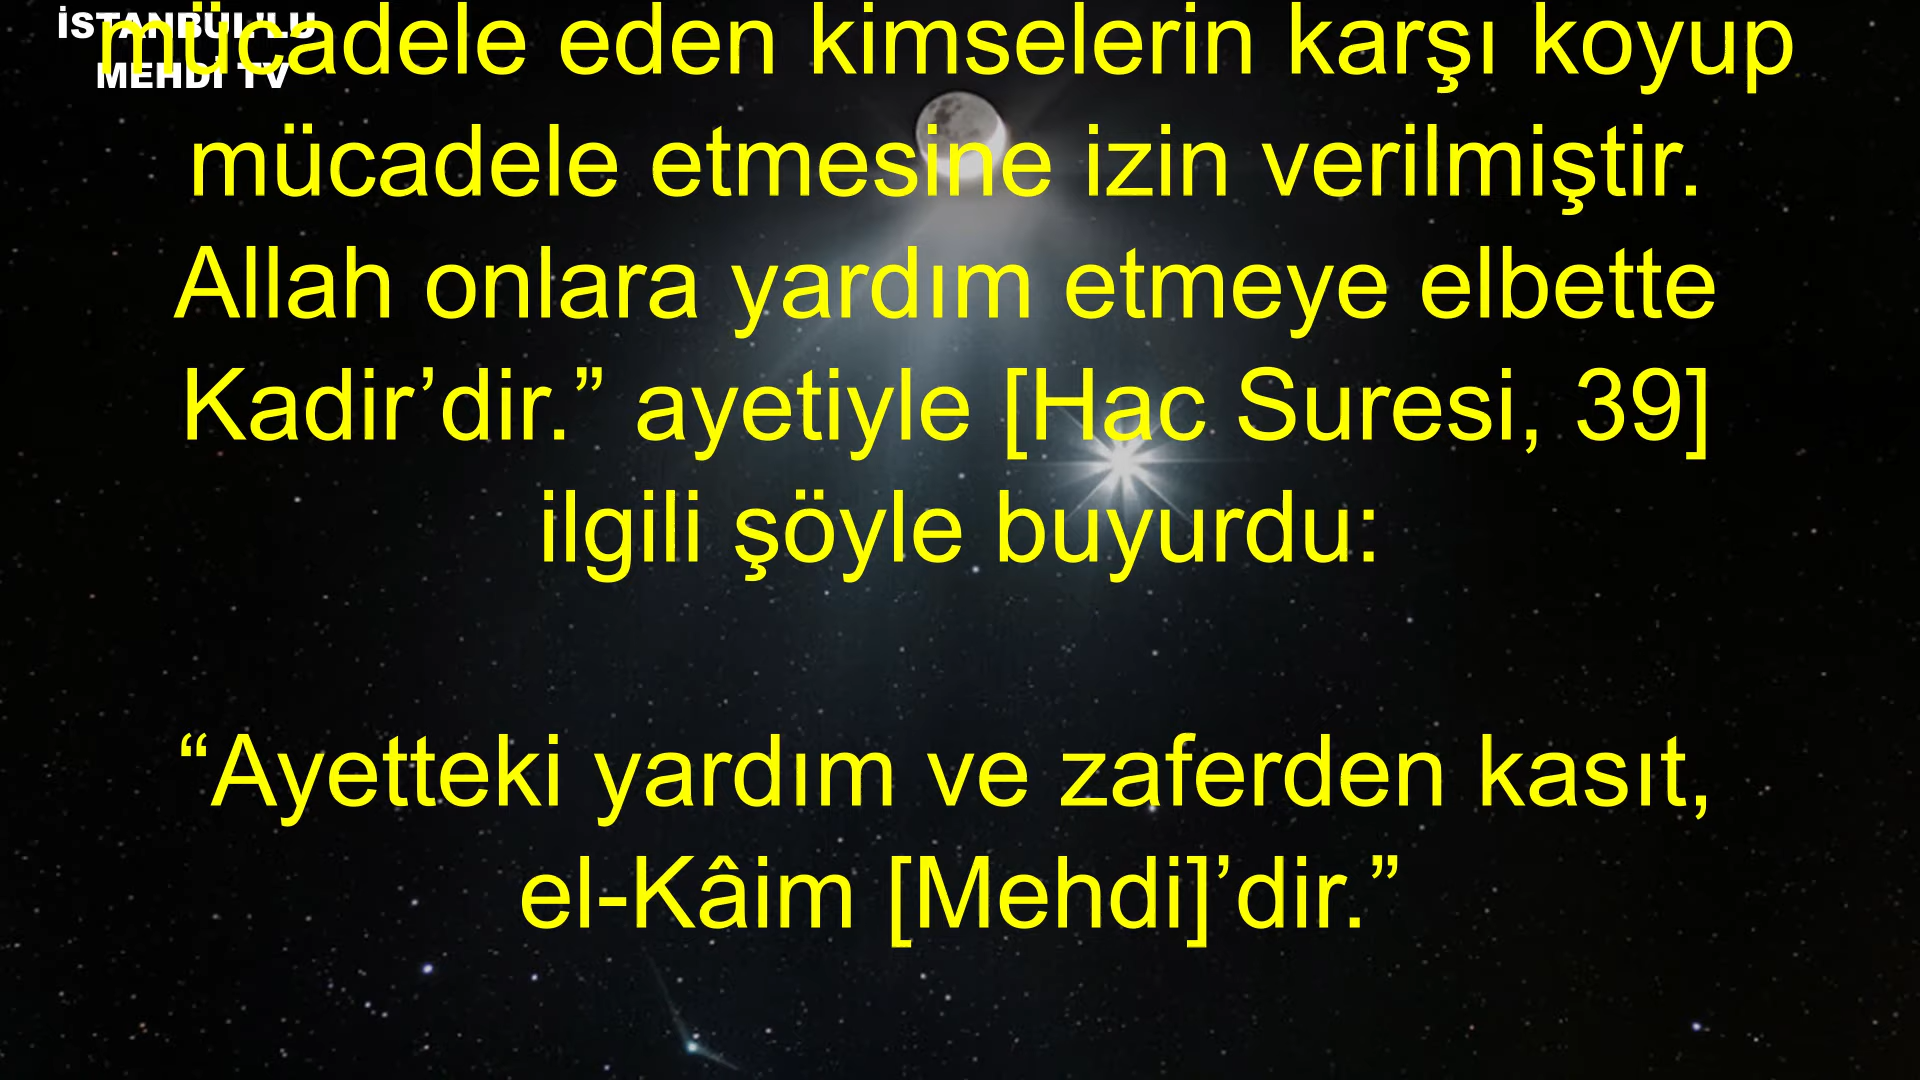 İSTANBUL'LU
MEHDİ TV
mücadele eden kimselerin karşı koyup
mücadele etmesine izin verilmiştir.
Allah onlara yardım etmeye elbette
Kadir’dir.” ayetiyle [Hac Suresi, 39]
ilgili şöyle buyurdu:
“Ayetteki yardım ve zaferden kasıt,
el-Kâim [Mehdi]’dir.”